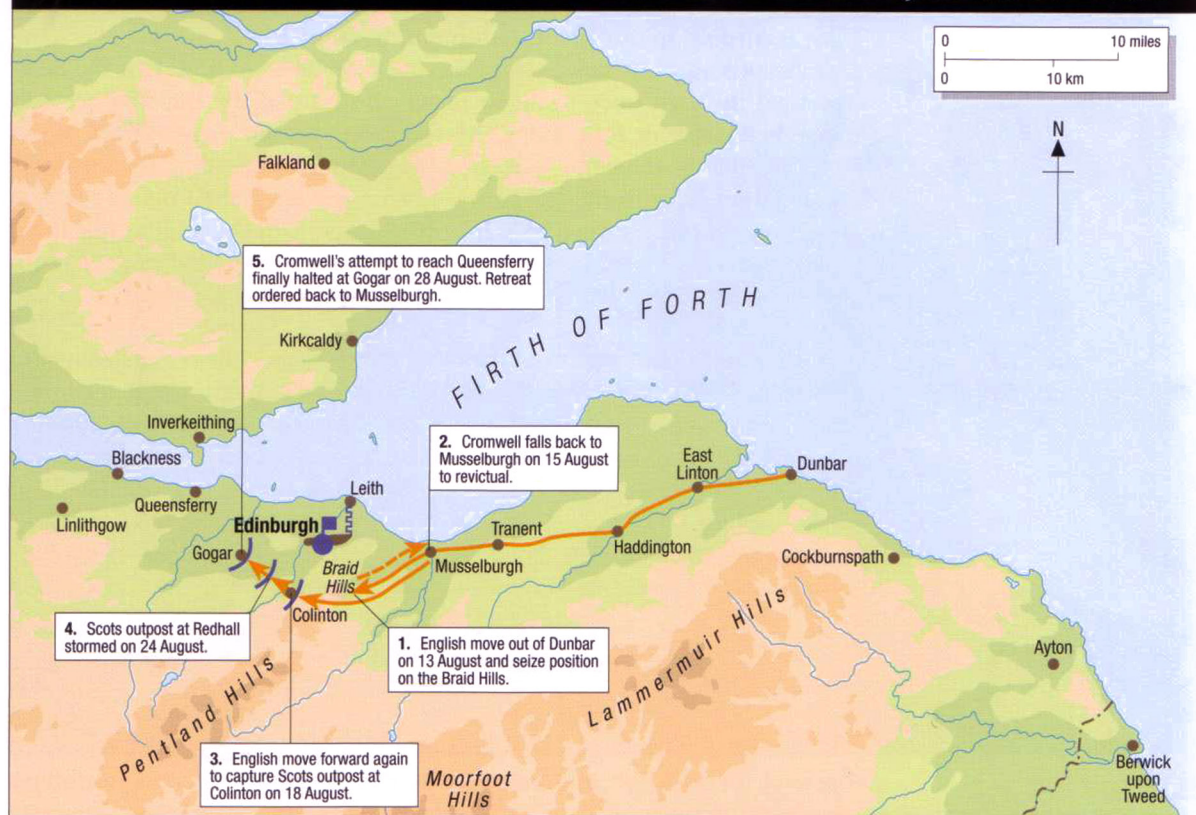 0 10 miles
0 10 km
N
Falkland
5. Cromwell's attempt to reach Queensferry
finally halted at Gogar on 28 August. Retreat
ordered back to Musselburgh.
Kirkcaldy
FIRTH OF FORTH
Inverkeithing
Blackness
2. Cromwell falls back to
Musselburgh on 15 August
to revictual.
East
Linton
Dunbar
Leith
Queensferry
Linlithgow
Edinburgh
Tranent
Haddington
Gogar
Braid
Hills
Musselburgh
Cockburnspath
Colinton
4. Scots outpost at Redhall
stormed on 24 August.
1. English move out of Dunbar
on 13 August and seize position
on the Braid Hills.
Lammermuir Hills
Ayton
Pentland Hills
3. English move forward again
to capture Scots outpost at
Colinton on 18 August.
Moorfoot
Hills
Berwick
upon
Tweed